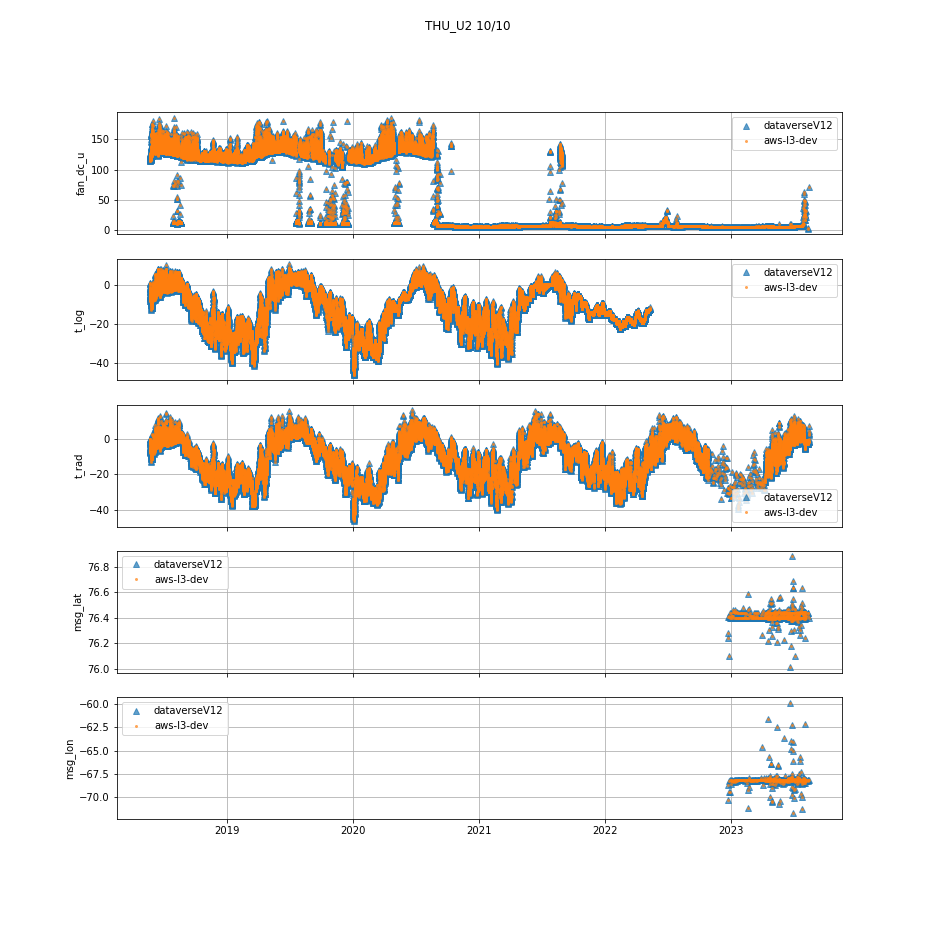 THU_U2 10/10
fan_dc_u
150
100
50
0
dataverseV12
aws-l3-dev
t_log
0
−20
−40
dataverseV12
aws-l3-dev
t_rad
0
−20
−40
dataverseV12
aws-l3-dev
msg_lat
76.8
76.6
76.4
76.2
76.0
dataverseV12
aws-l3-dev
msg_lon
−60.0
−62.5
−65.0
−67.5
−70.0
dataverseV12
aws-l3-dev
2019 2020 2021 2022 2023